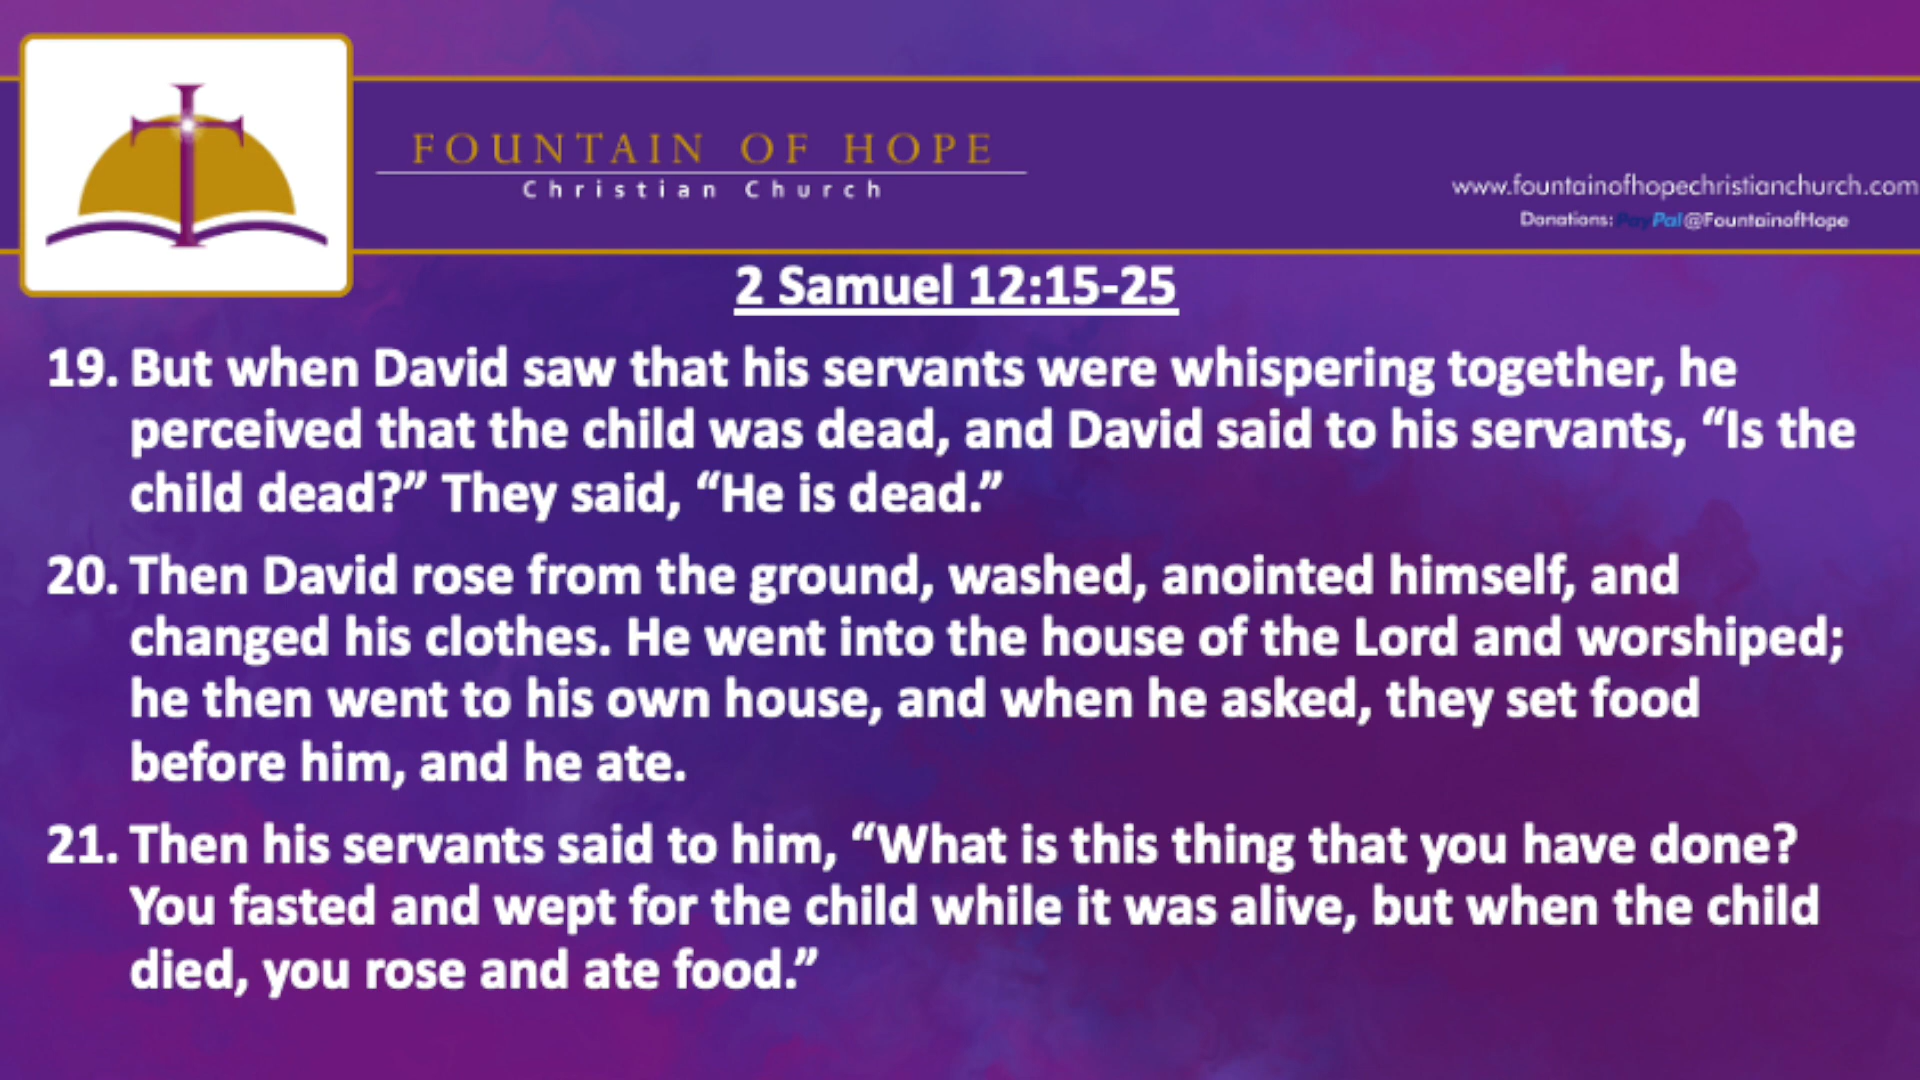 FOUNTAIN OF HOPE
Christian Church
www.fountainofhopechristianchurch.com
Donations: PayPal@FountainofHope
2 Samuel 12:15-25
19. But when David saw that his servants were whispering together, he
perceived that the child was dead, and David said to his servants, “Is the
child dead?” They said, “He is dead.”
20. Then David rose from the ground, washed, anointed himself, and
changed his clothes. He went into the house of the Lord and worshiped;
he then went to his own house, and when he asked, they set food
before him, and he ate.
21. Then his servants said to him, “What is this thing that you have done?
You fasted and wept for the child while it was alive, but when the child
died, you rose and ate food.”